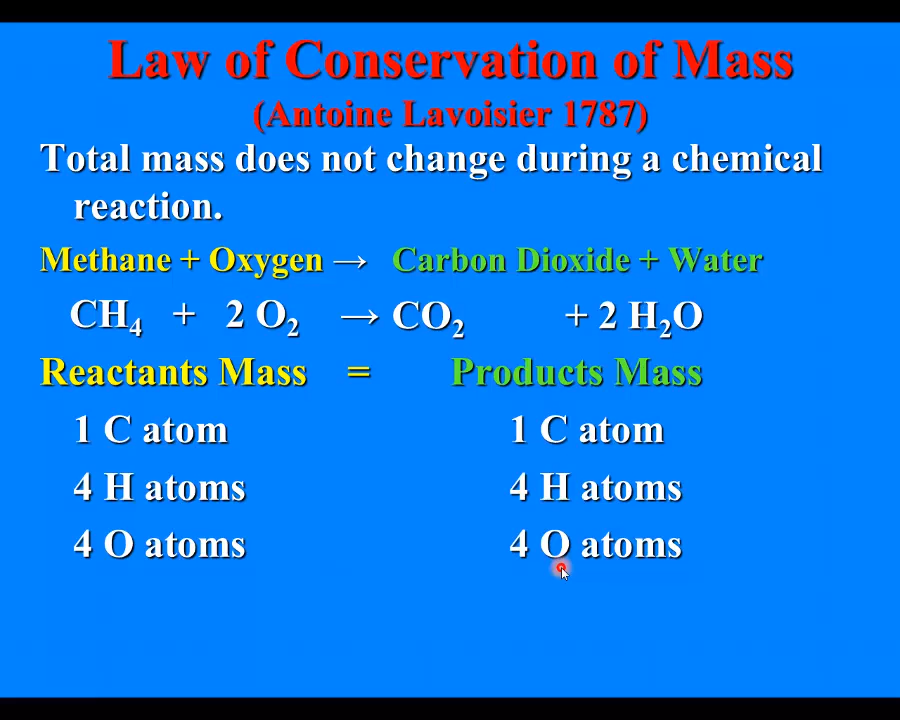 Law of Conservation of Mass
(Antoine Lavoisier 1787)
Total mass does not change during a chemical
reaction.
Methane + Oxygen → Carbon Dioxide + Water
CH₄ + 2 O₂ → CO₂ + 2 H₂O
Reactants Mass = Products Mass
1 C atom 1 C atom
4 H atoms 4 H atoms
4 O atoms 4 O atoms